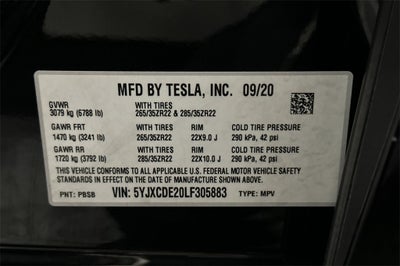 MFD BY TESLA, INC. 09/20
GVWR WITH TIRES
3079 kg (6788 lb) 265/35ZR22 & 285/35ZR22
GAWR FRT WITH TIRES RIM COLD TIRE PRESSURE
1470 kg (3241 lb) 265/35ZR22 22X9.0 J 290 kPa, 42 psi
GAWR RR WITH TIRES RIM COLD TIRE PRESSURE
1720 kg (3792 lb) 285/35ZR22 22X10.0 J 290 kPa, 42 psi
THIS VEHICLE CONFORMS TO ALL APPLICABLE U.S. FEDERAL MOTOR VEHICLE SAFETY
STANDARDS IN EFFECT ON THE DATE OF MANUFACTURE SHOWN ABOVE.
PNT: PBSB VIN: 5YJXCDE20LF305883 TYPE: MPV